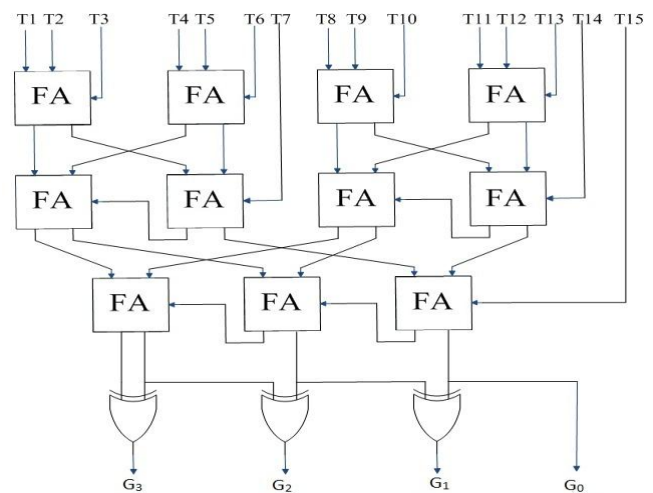 T1 T2 T3 T4 T5 T6 T7 T8 T9 T10 T11 T12 T13 T14 T15
FA FA FA FA
FA FA FA FA
FA FA FA
G3 G2 G1 G0